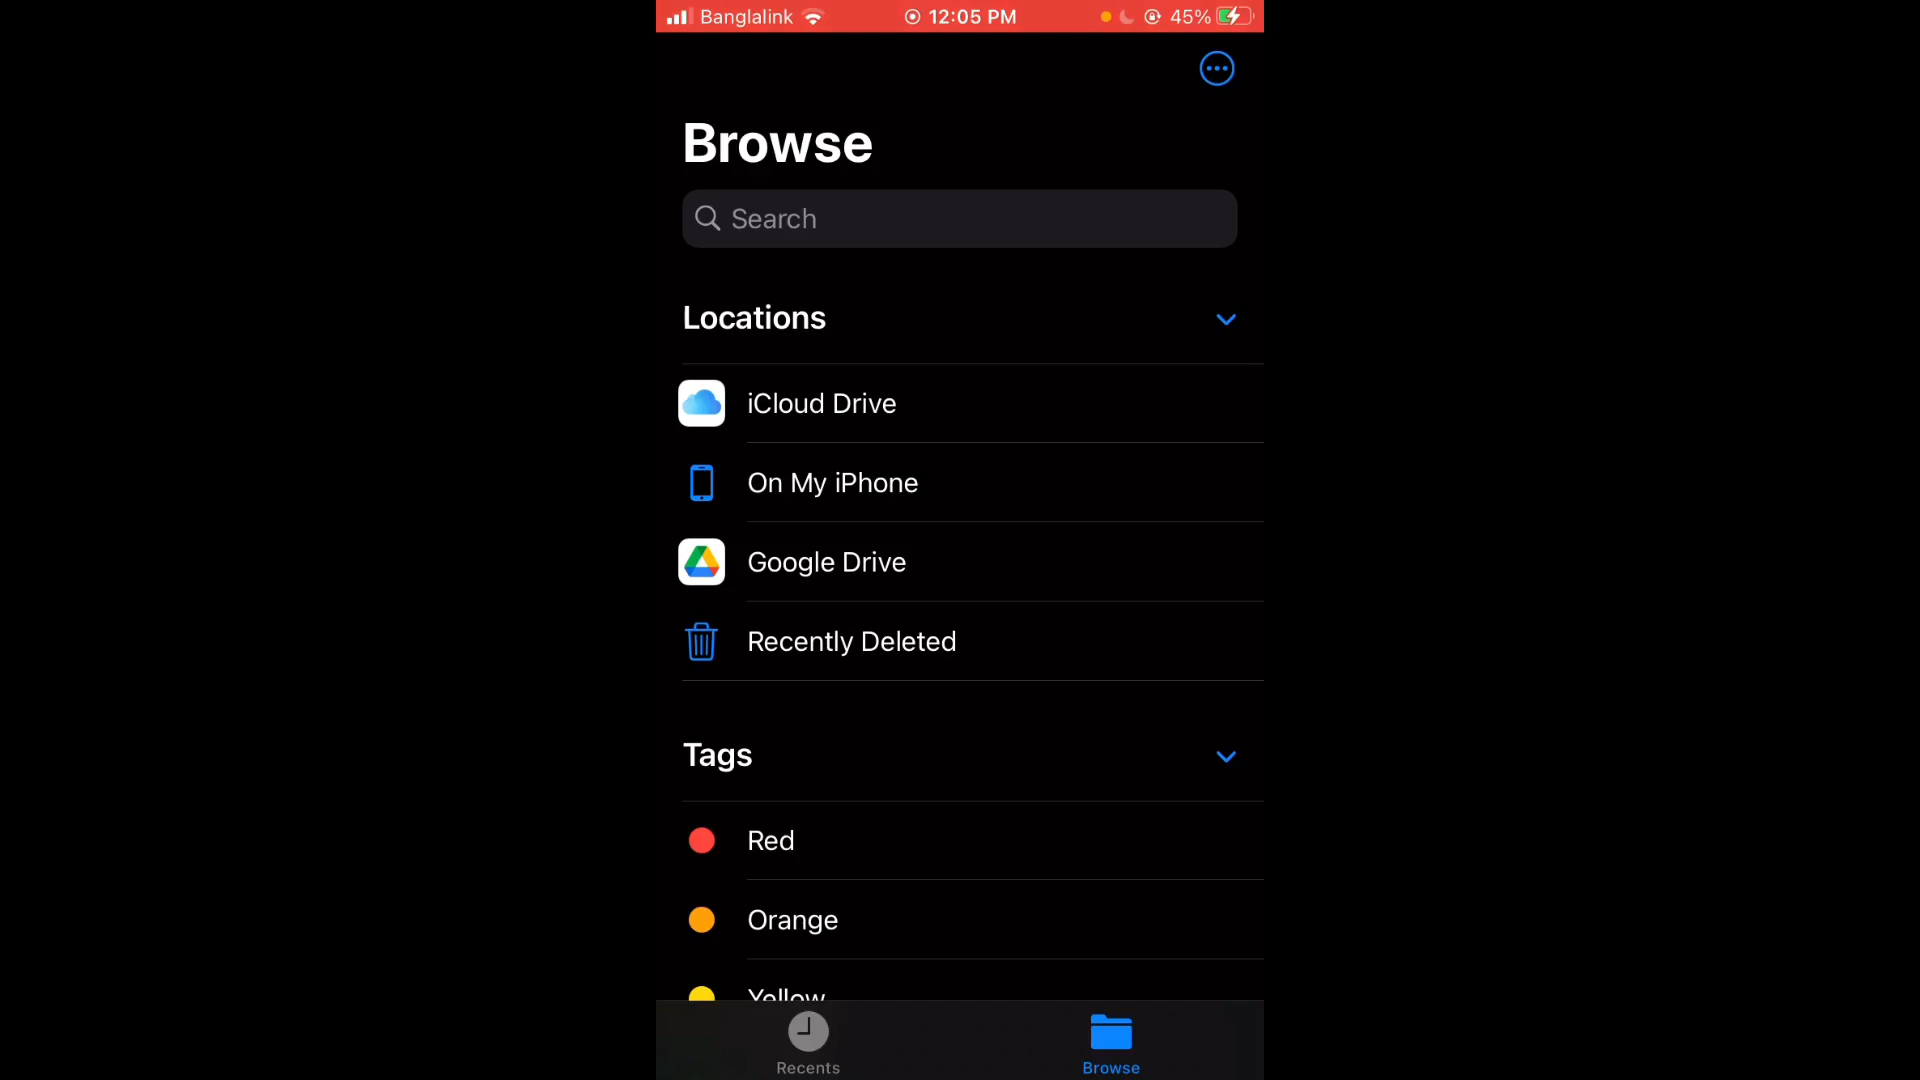 Banglalink 12:05 PM 45%
Browse
Search
Locations
iCloud Drive
On My iPhone
Google Drive
Recently Deleted
Tags
Red
Orange
Yellow
Recents Browse